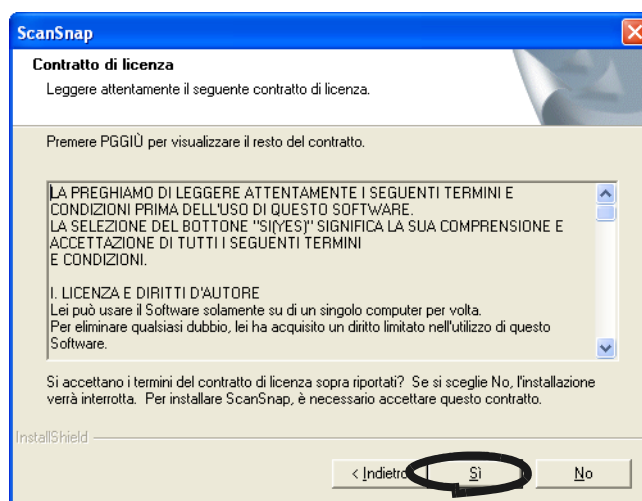 ScanSnap
Contratto di licenza
Leggere attentamente il seguente contratto di licenza.
Premere PGGIÙ per visualizzare il resto del contratto.
LA PREGHIAMO DI LEGGERE ATTENTAMENTE I SEGUENTI TERMINI E
CONDIZIONI PRIMA DELL'USO DI QUESTO SOFTWARE.
LA SELEZIONE DEL BOTTONE "SI(YES)" SIGNIFICA LA SUA COMPRENSIONE E
ACCETTAZIONE DI TUTTI I SEGUENTI TERMINI
E CONDIZIONI.
I. LICENZA E DIRITTI D'AUTORE
Lei può usare il Software solamente su di un singolo computer per volta.
Per eliminare qualsiasi dubbio, lei ha acquisito un diritto limitato nell'utilizzo di questo
Software.
Si accettano i termini del contratto di licenza sopra riportati? Se si sceglie No, l'installazione
verrà interrotta. Per installare ScanSnap, è necessario accettare questo contratto.
InstallShield
< Indietro
Sì
No